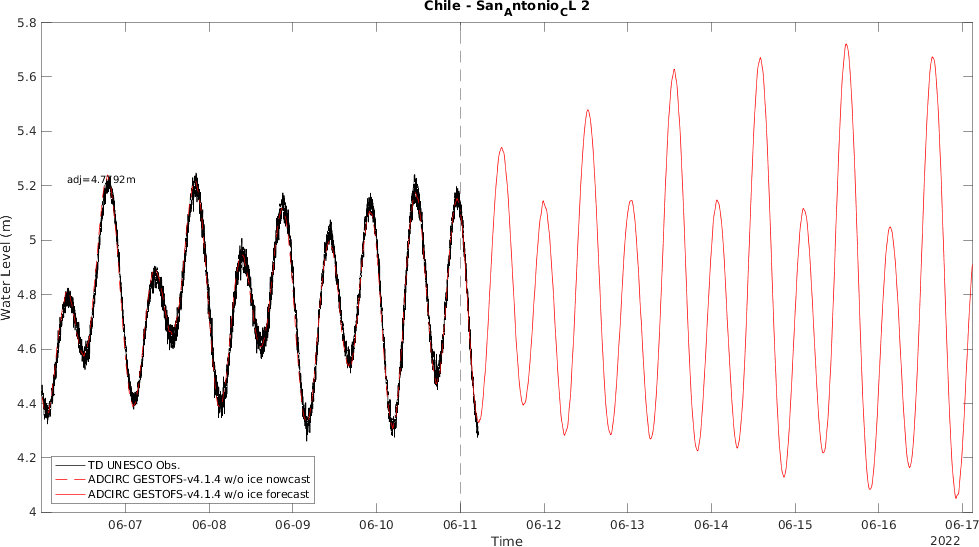 Chile - SanAntonioCL 2
5.8
5.6
5.4
5.2
5
4.8
4.6
4.4
4.2
4
Water Level (m)
TD UNESCO Obs.
ADCIRC GESTOFS-v4.1.4 w/o ice nowcast
ADCIRC GESTOFS-v4.1.4 w/o ice forecast
06-07 06-08 06-09 06-10 06-11 06-12 06-13 06-14 06-15 06-16 06-17
Time
2022